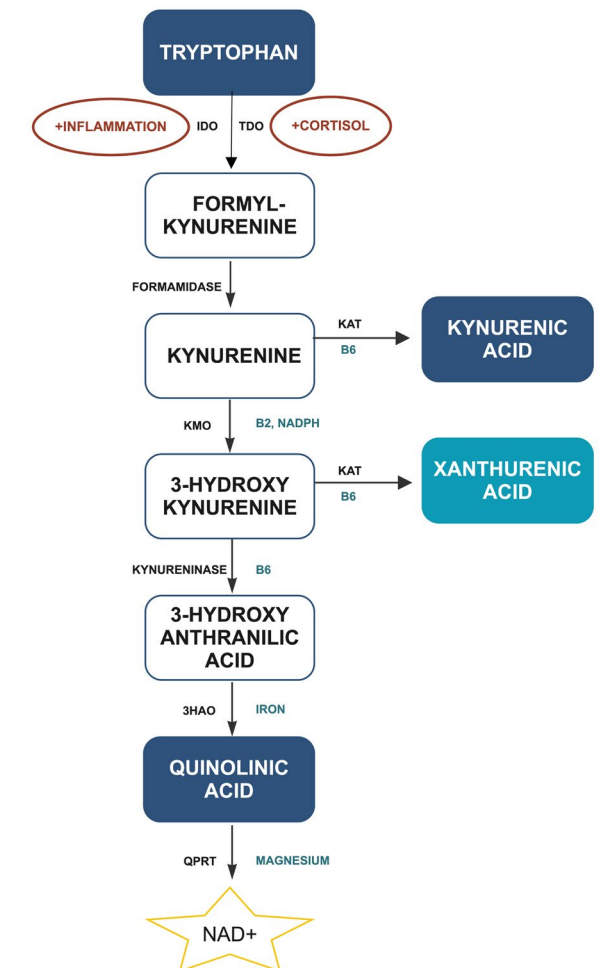 TRYPTOPHAN
+INFLAMMATION
IDO
TDO
+CORTISOL
FORMYL-
KYNURENINE
FORMAMIDASE
KYNURENINE
KAT
B6
KYNURENIC
ACID
KMO
B2, NADPH
3-HYDROXY
KYNURENINE
KAT
B6
XANTHURENIC
ACID
KYNURENINASE
B6
3-HYDROXY
ANTHRANILIC
ACID
3HAO
IRON
QUINOLINIC
ACID
QPRT
MAGNESIUM
NAD+